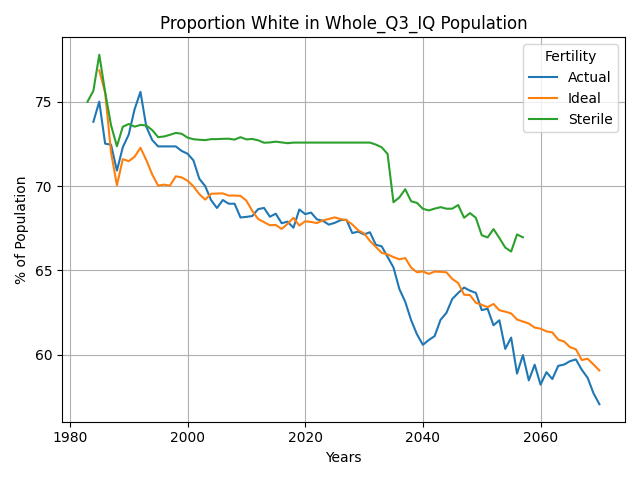 Proportion White in Whole_Q3_IQ Population
Fertility
Actual
Ideal
Sterile
% of Population
75
70
65
60
1980
2000
2020
2040
2060
Years